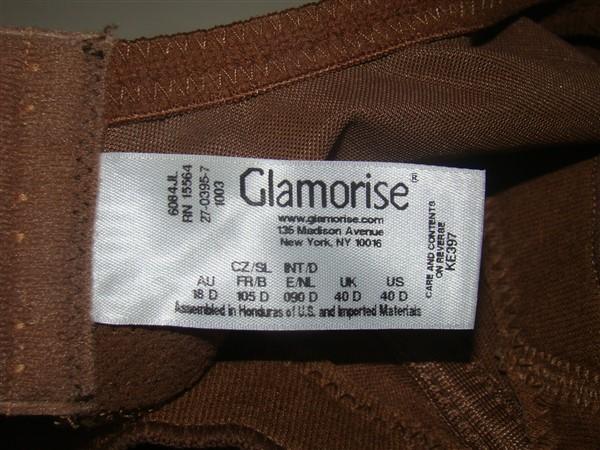 6084JL
RN 15564
27-0395-7
1003
Glamorise®
www.glamorise.com
135 Madison Avenue
New York, NY 10016
CZ/SL INT/D
AU FR/B E/NL UK US
18 D 105 D 090 D 40 D 40 D
Assembled in Honduras of U.S. and Imported Materials
CARE AND CONTENTS
ON REVERSE
KE397